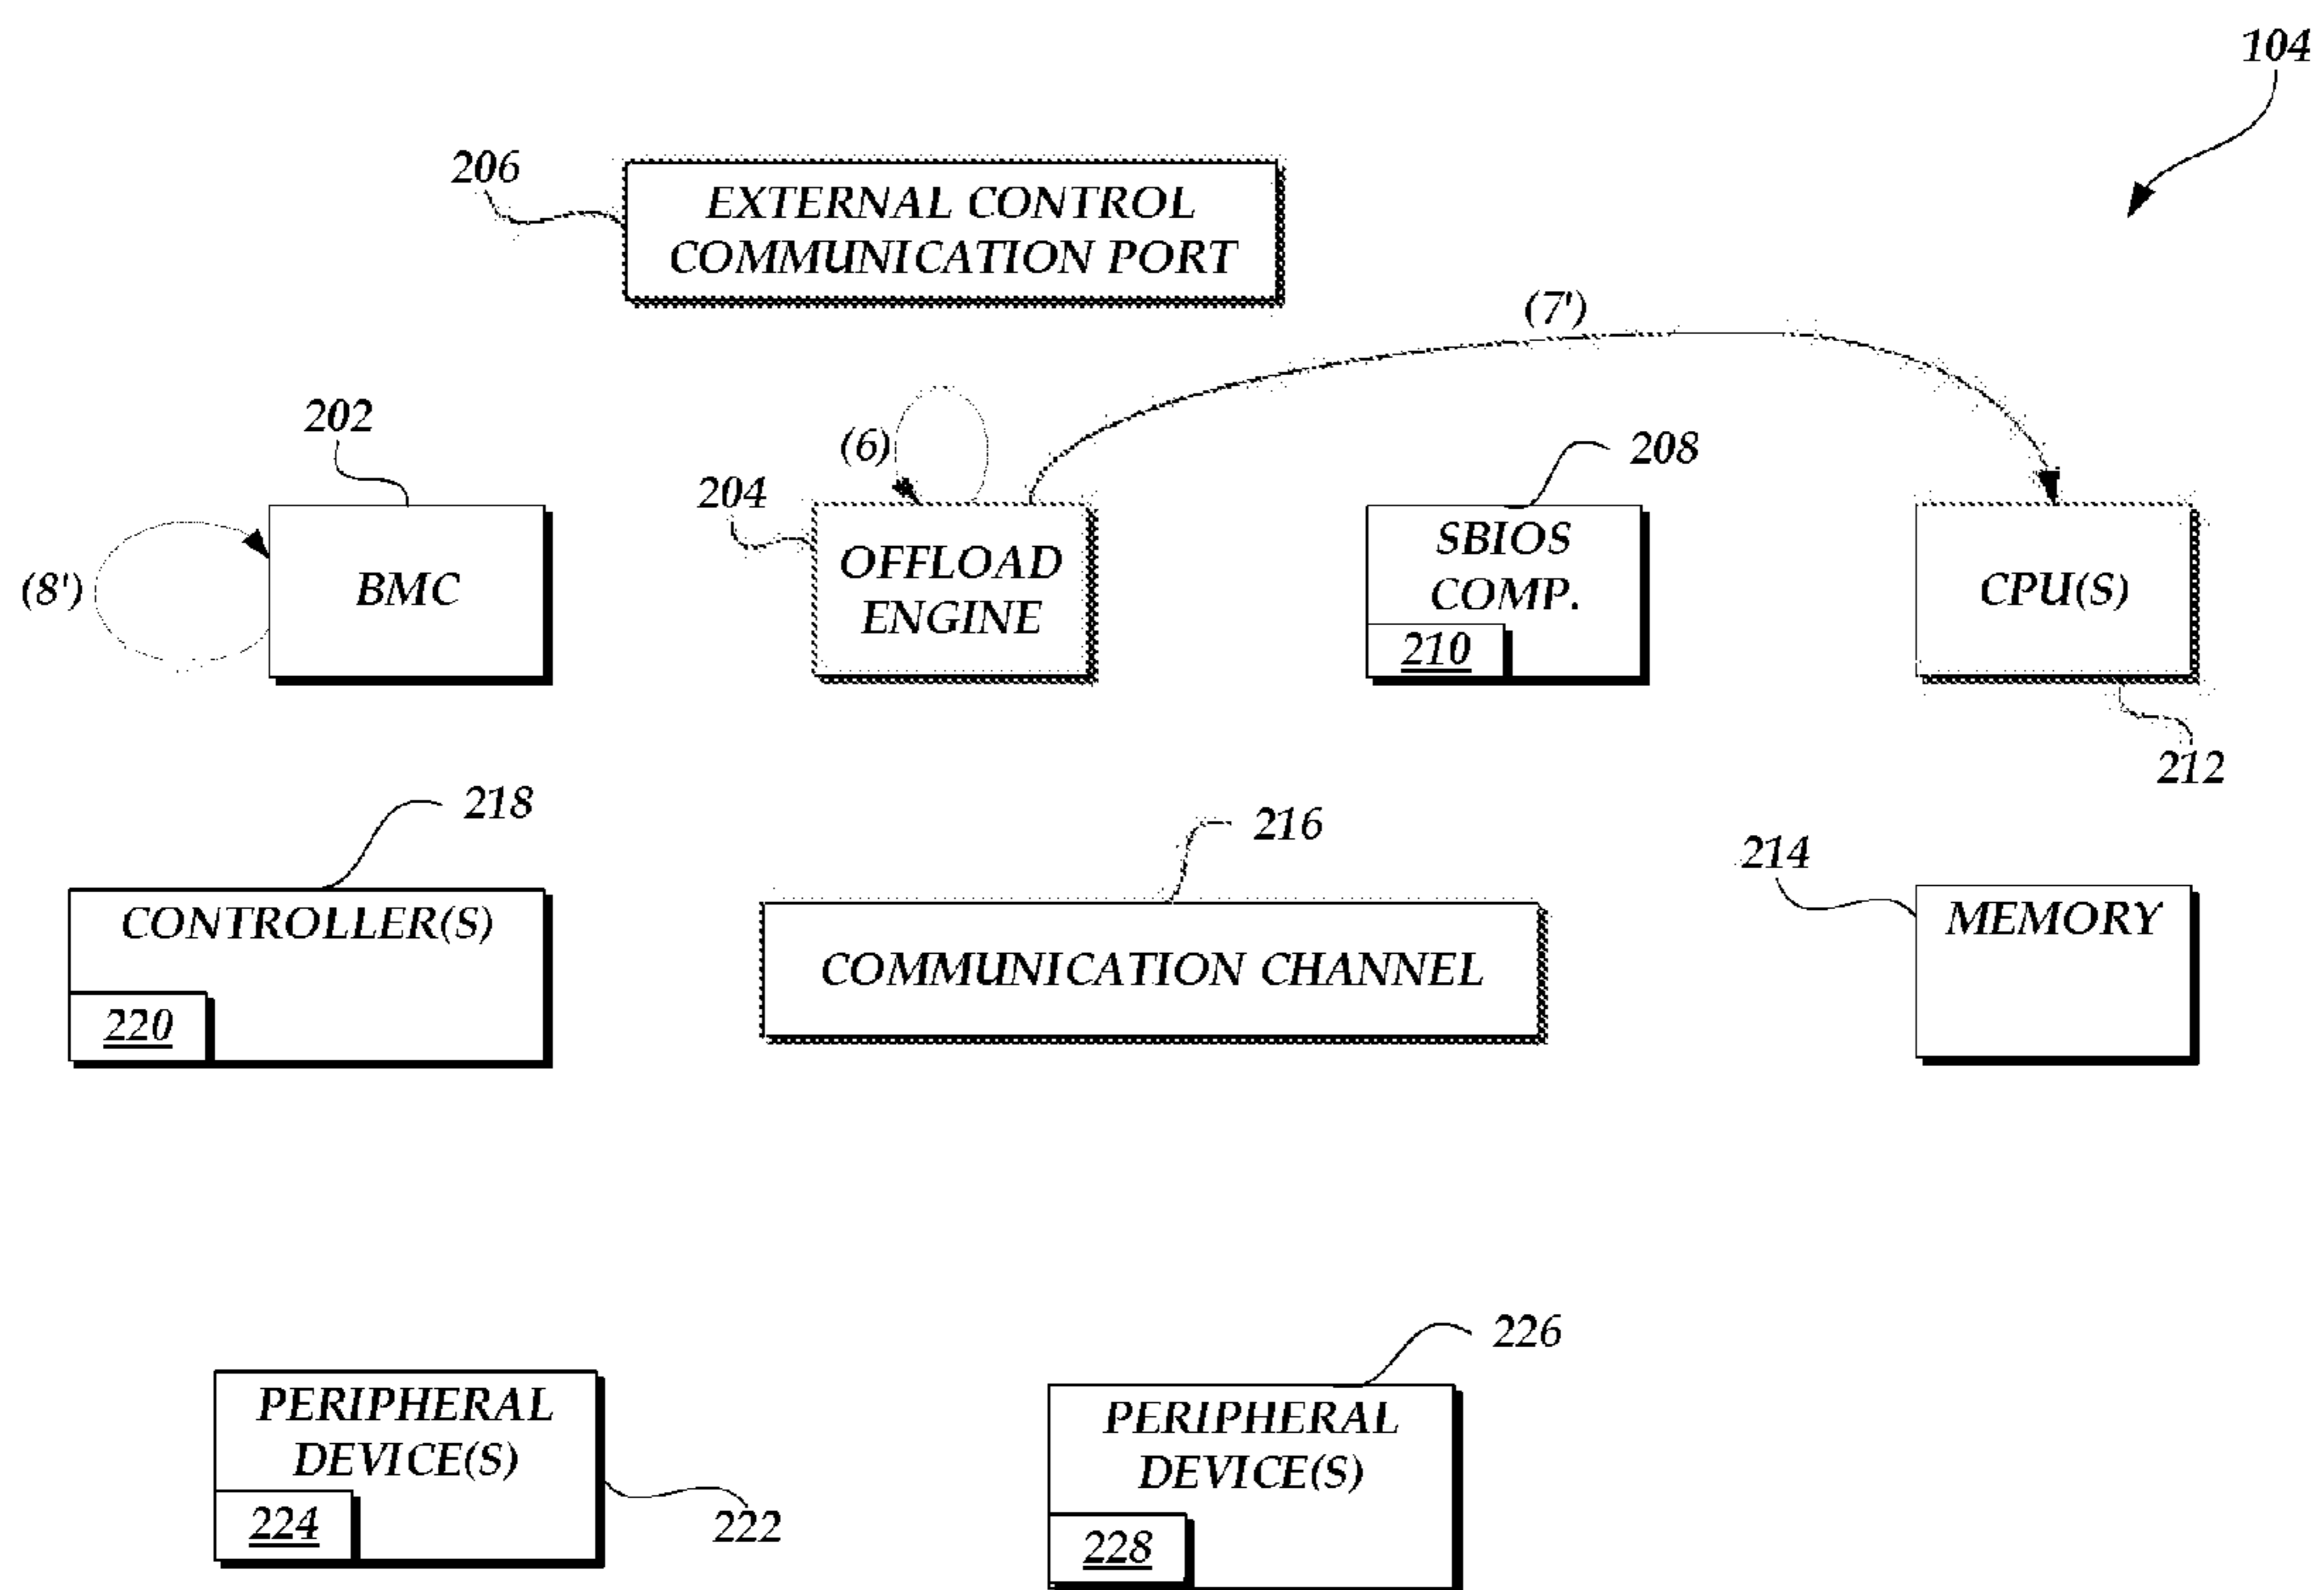 104
206
EXTERNAL CONTROL
COMMUNICATION PORT
(7')
202
(6)
208
204
(8')
BMC
OFFLOAD
ENGINE
SBIOS
COMP.
210
CPU(S)
212
218
216
214
CONTROLLER(S)
220
COMMUNICATION CHANNEL
MEMORY
226
PERIPHERAL
DEVICE(S)
224
222
PERIPHERAL
DEVICE(S)
228